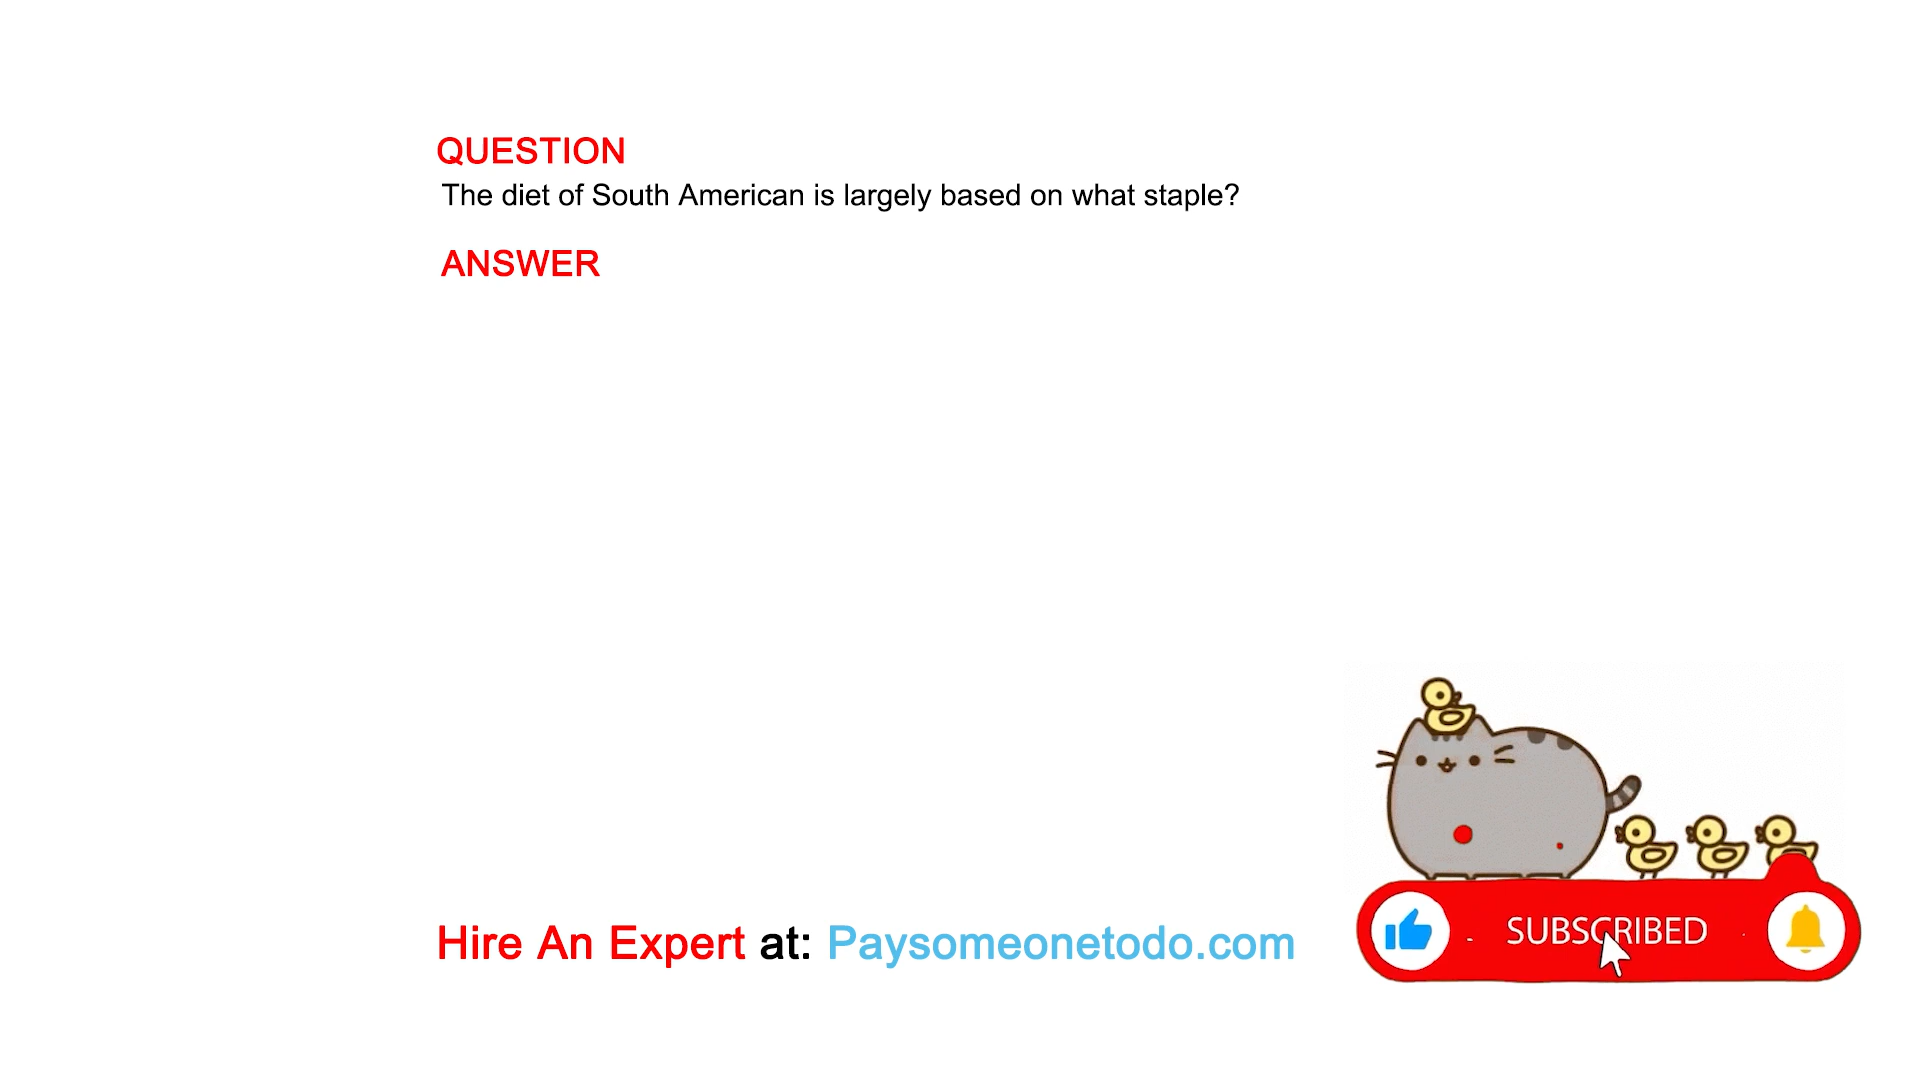 QUESTION
The diet of South American is largely based on what staple?
ANSWER
Hire An Expert at: Paysomeonetodo.com
SUBSCRIBED